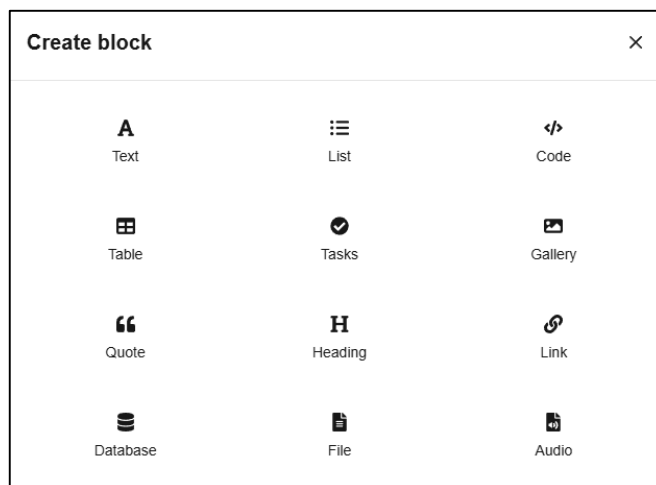 Create block
Text List Code
Table Tasks Gallery
Quote Heading Link
Database File Audio